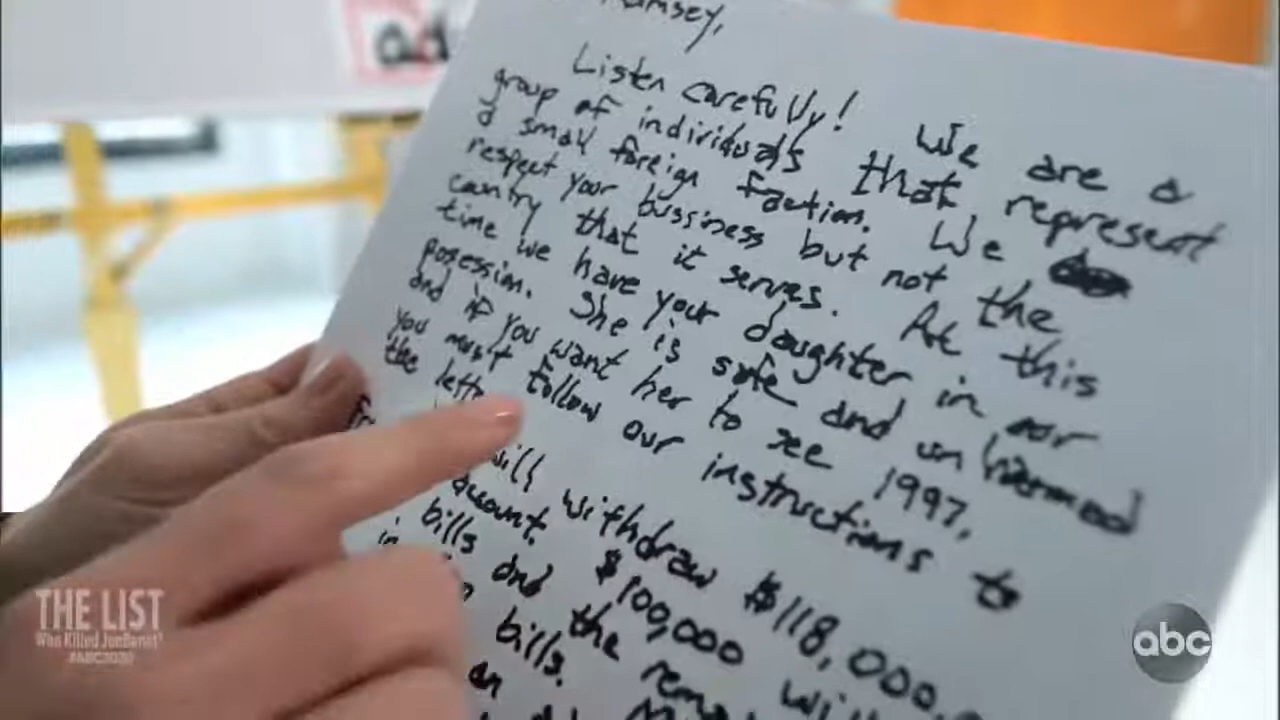 Listen carefully! We are a
group of individuals that represent
a small foreign faction. We
respect your bussiness but not the
country that it serves. At this
time we have your daughter in our
posession. She is safe and un harmed
and if you want her to see 1997,
you must follow our instructions to
the
will withdraw $118,000.
account. $100,000 will
bills and the
bills.
an
THE LIST
Who Killed JonBenet?
#ABC2020
abc